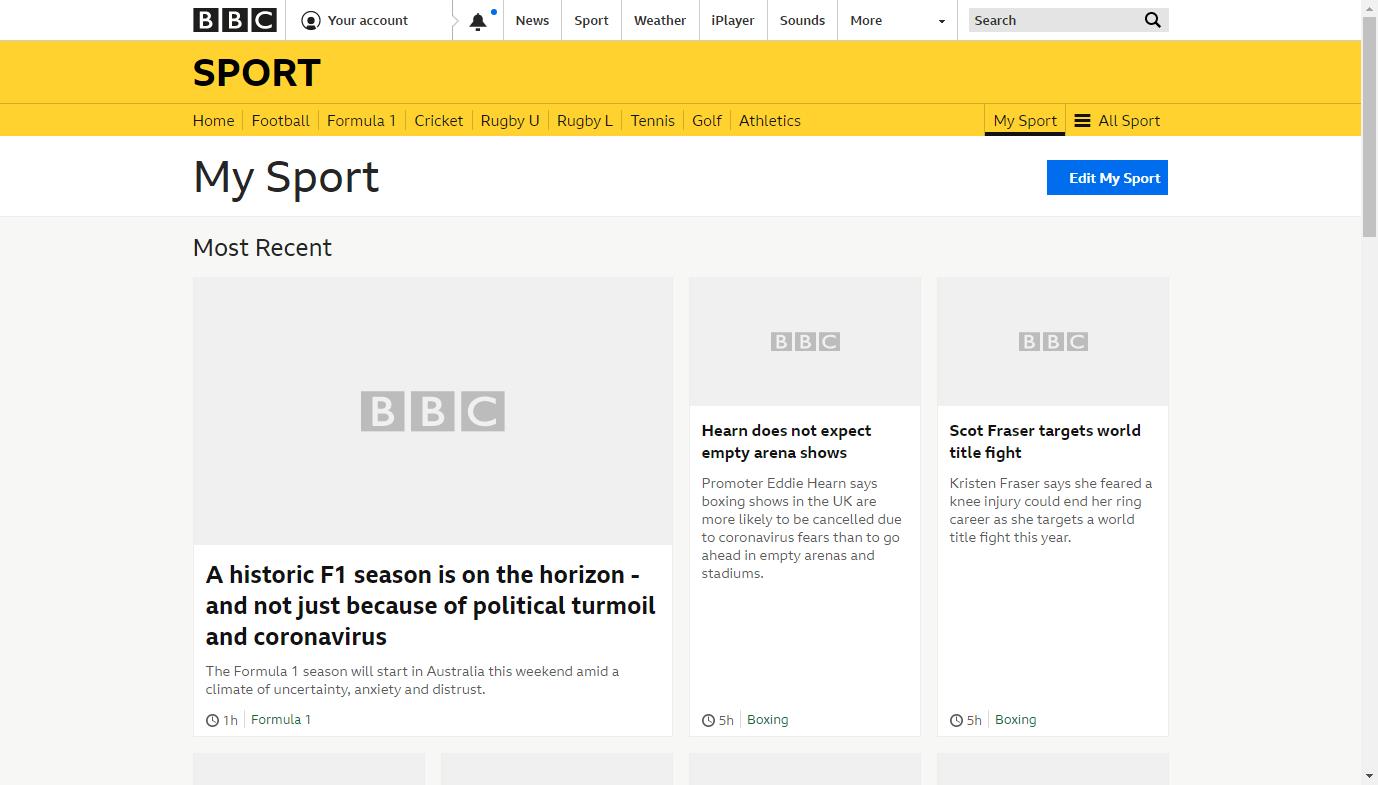 BBC
Your account
News
Sport
Weather
iPlayer
Sounds
More
Search
SPORT
Home
Football
Formula 1
Cricket
Rugby U
Rugby L
Tennis
Golf
Athletics
My Sport
All Sport
My Sport
Edit My Sport
Most Recent
BBC
A historic F1 season is on the horizon -
and not just because of political turmoil
and coronavirus
The Formula 1 season will start in Australia this weekend amid a
climate of uncertainty, anxiety and distrust.
1h
Formula 1
BBC
Hearn does not expect
empty arena shows
Promoter Eddie Hearn says
boxing shows in the UK are
more likely to be cancelled due
to coronavirus fears than to go
ahead in empty arenas and
stadiums.
5h
Boxing
BBC
Scot Fraser targets world
title fight
Kristen Fraser says she feared a
knee injury could end her ring
career as she targets a world
title fight this year.
5h
Boxing